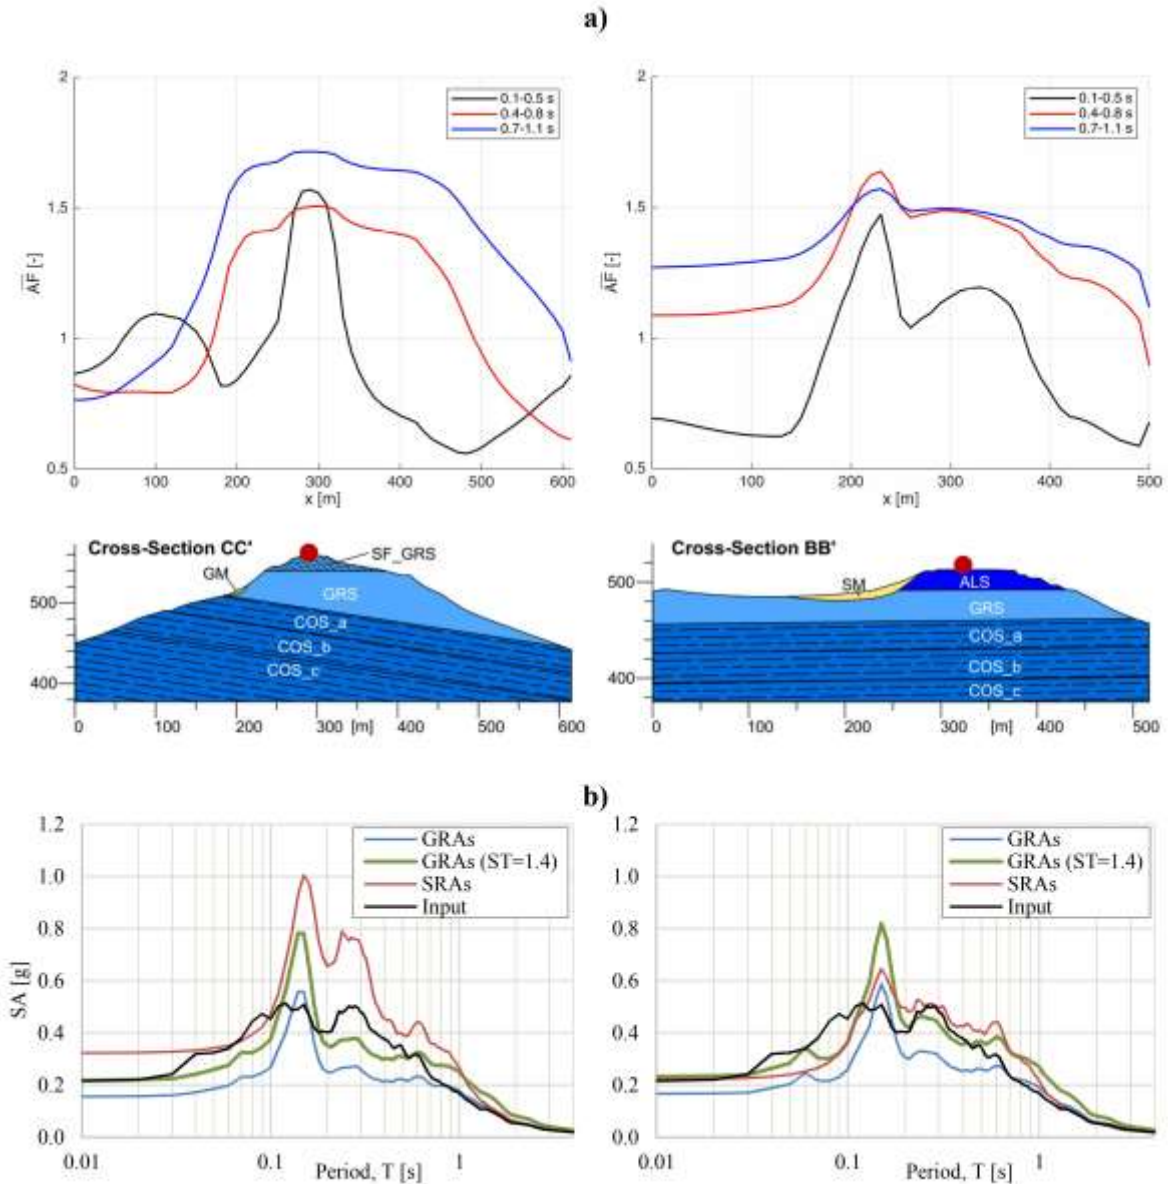 a)
2
1.5
1
0.5
AF [-]
0.1-0.5 s
0.4-0.8 s
0.7-1.1 s
0 100 200 300 400 500 600
x [m]
2
1.5
1
0.5
AF [-]
0.1-0.5 s
0.4-0.8 s
0.7-1.1 s
0 100 200 300 400 500
x [m]
Cross-Section CC'
SF_GRS
GM
GRS
500
COS_a
COS_b
COS_c
400
0 100 200 300 [m] 400 500 600
Cross-Section BB'
500
SM
ALS
GRS
COS_a
COS_b
400
COS_c
0 100 200 300 [m] 400 500
b)
1.2
1.0
0.8
0.6
0.4
0.2
0.0
SA [g]
GRAs
GRAs (ST=1.4)
SRAs
Input
0.01 0.1 1
Period, T [s]
1.2
1.0
0.8
0.6
0.4
0.2
0.0
GRAs
GRAs (ST=1.4)
SRAs
Input
0.01 0.1 1
Period, T [s]